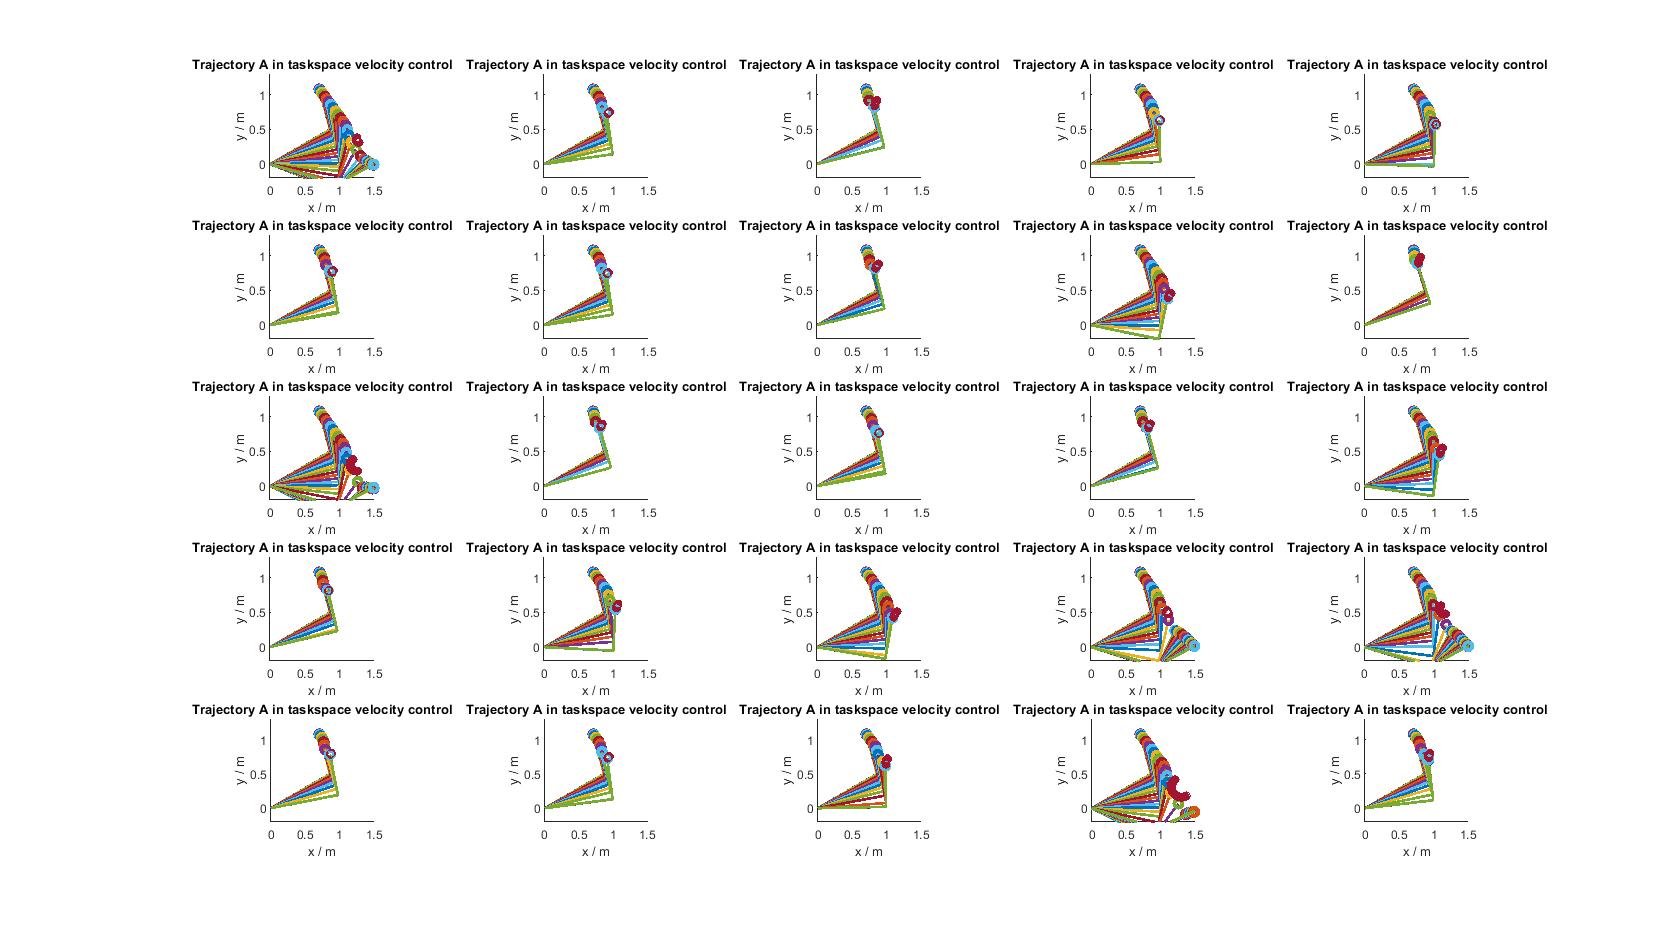 Trajectory A in taskspace velocity control Trajectory A in taskspace velocity control Trajectory A in taskspace velocity control Trajectory A in taskspace velocity control Trajectory A in taskspace velocity control
1 1 1 1 1
y / m y / m y / m y / m y / m
0.5 0.5 0.5 0.5 0.5
0 0 0 0 0
0 0.5 1 1.5 0 0.5 1 1.5 0 0.5 1 1.5 0 0.5 1 1.5 0 0.5 1 1.5
x / m x / m x / m x / m x / m
Trajectory A in taskspace velocity control Trajectory A in taskspace velocity control Trajectory A in taskspace velocity control Trajectory A in taskspace velocity control Trajectory A in taskspace velocity control
1 1 1 1 1
y / m y / m y / m y / m y / m
0.5 0.5 0.5 0.5 0.5
0 0 0 0 0
0 0.5 1 1.5 0 0.5 1 1.5 0 0.5 1 1.5 0 0.5 1 1.5 0 0.5 1 1.5
x / m x / m x / m x / m x / m
Trajectory A in taskspace velocity control Trajectory A in taskspace velocity control Trajectory A in taskspace velocity control Trajectory A in taskspace velocity control Trajectory A in taskspace velocity control
1 1 1 1 1
y / m y / m y / m y / m y / m
0.5 0.5 0.5 0.5 0.5
0 0 0 0 0
0 0.5 1 1.5 0 0.5 1 1.5 0 0.5 1 1.5 0 0.5 1 1.5 0 0.5 1 1.5
x / m x / m x / m x / m x / m
Trajectory A in taskspace velocity control Trajectory A in taskspace velocity control Trajectory A in taskspace velocity control Trajectory A in taskspace velocity control Trajectory A in taskspace velocity control
1 1 1 1 1
y / m y / m y / m y / m y / m
0.5 0.5 0.5 0.5 0.5
0 0 0 0 0
0 0.5 1 1.5 0 0.5 1 1.5 0 0.5 1 1.5 0 0.5 1 1.5 0 0.5 1 1.5
x / m x / m x / m x / m x / m
Trajectory A in taskspace velocity control Trajectory A in taskspace velocity control Trajectory A in taskspace velocity control Trajectory A in taskspace velocity control Trajectory A in taskspace velocity control
1 1 1 1 1
y / m y / m y / m y / m y / m
0.5 0.5 0.5 0.5 0.5
0 0 0 0 0
0 0.5 1 1.5 0 0.5 1 1.5 0 0.5 1 1.5 0 0.5 1 1.5 0 0.5 1 1.5
x / m x / m x / m x / m x / m